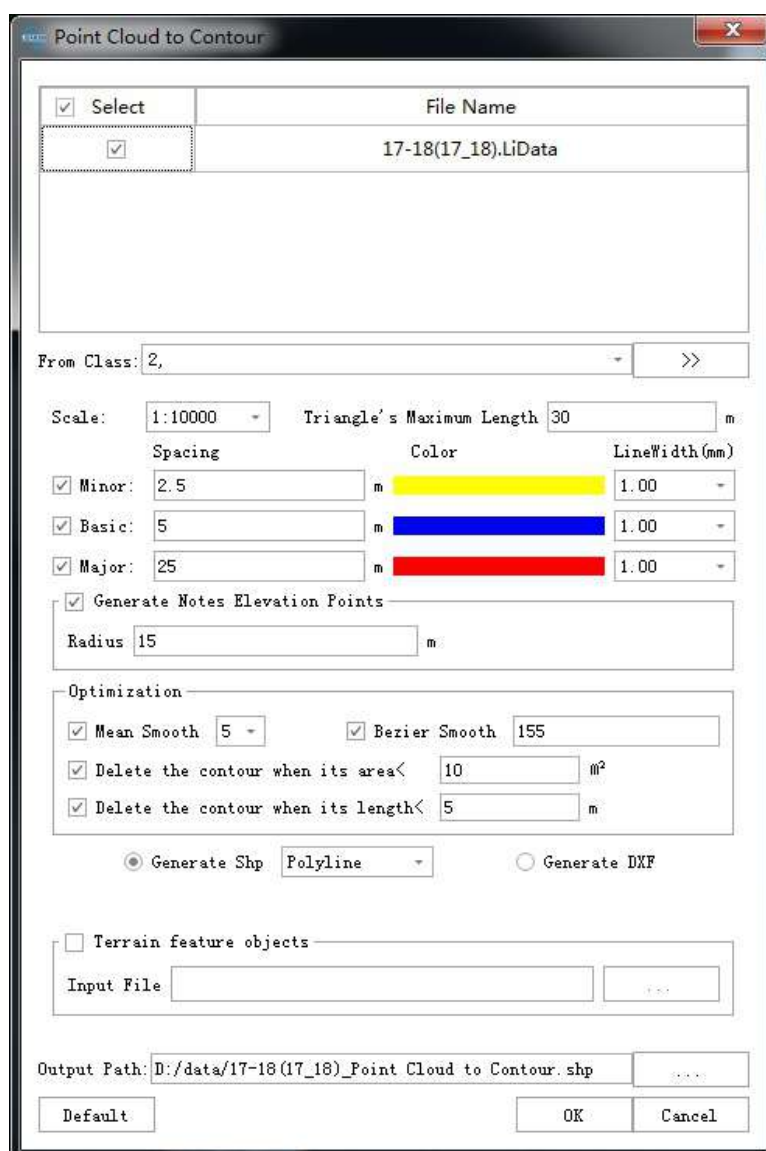 Point Cloud to Contour
Select File Name
17-18(17_18).LiData
From Class: 2, >>
Scale: 1:10000 Triangle's Maximum Length 30 m
Spacing Color LineWidth(mm)
Minor: 2.5 m 1.00
Basic: 5 m 1.00
Major: 25 m 1.00
Generate Notes Elevation Points
Radius 15 m
Optimization
Mean Smooth 5 Bezier Smooth 155
Delete the contour when its area< 10 m²
Delete the contour when its length< 5 m
Generate Shp Polyline Generate DXF
Terrain feature objects
Input File ...
Output Path: D:/data/17-18(17_18)_Point Cloud to Contour.shp ...
Default OK Cancel